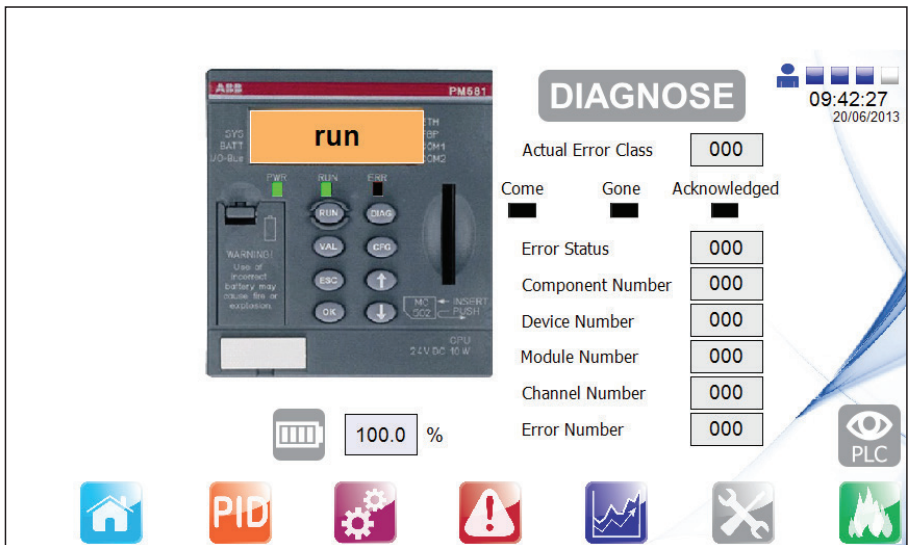 ABB
PM581
DIAGNOSE
09:42:27
20/06/2013
run
ETH
FBP
COM1
COM2
SYS
BATT
I/O-Bus
Actual Error Class 000
Come Gone Acknowledged
PWR RUN ERR
RUN DIAG
VAL CFG
ESC
OK
WARNING!
Use of
incorrect
battery may
cause fire or
explosion.
MC
502
INSERT
PUSH
CPU
24V DC 10 W
Error Status 000
Component Number 000
Device Number 000
Module Number 000
Channel Number 000
Error Number 000
100.0 %
PLC
PID